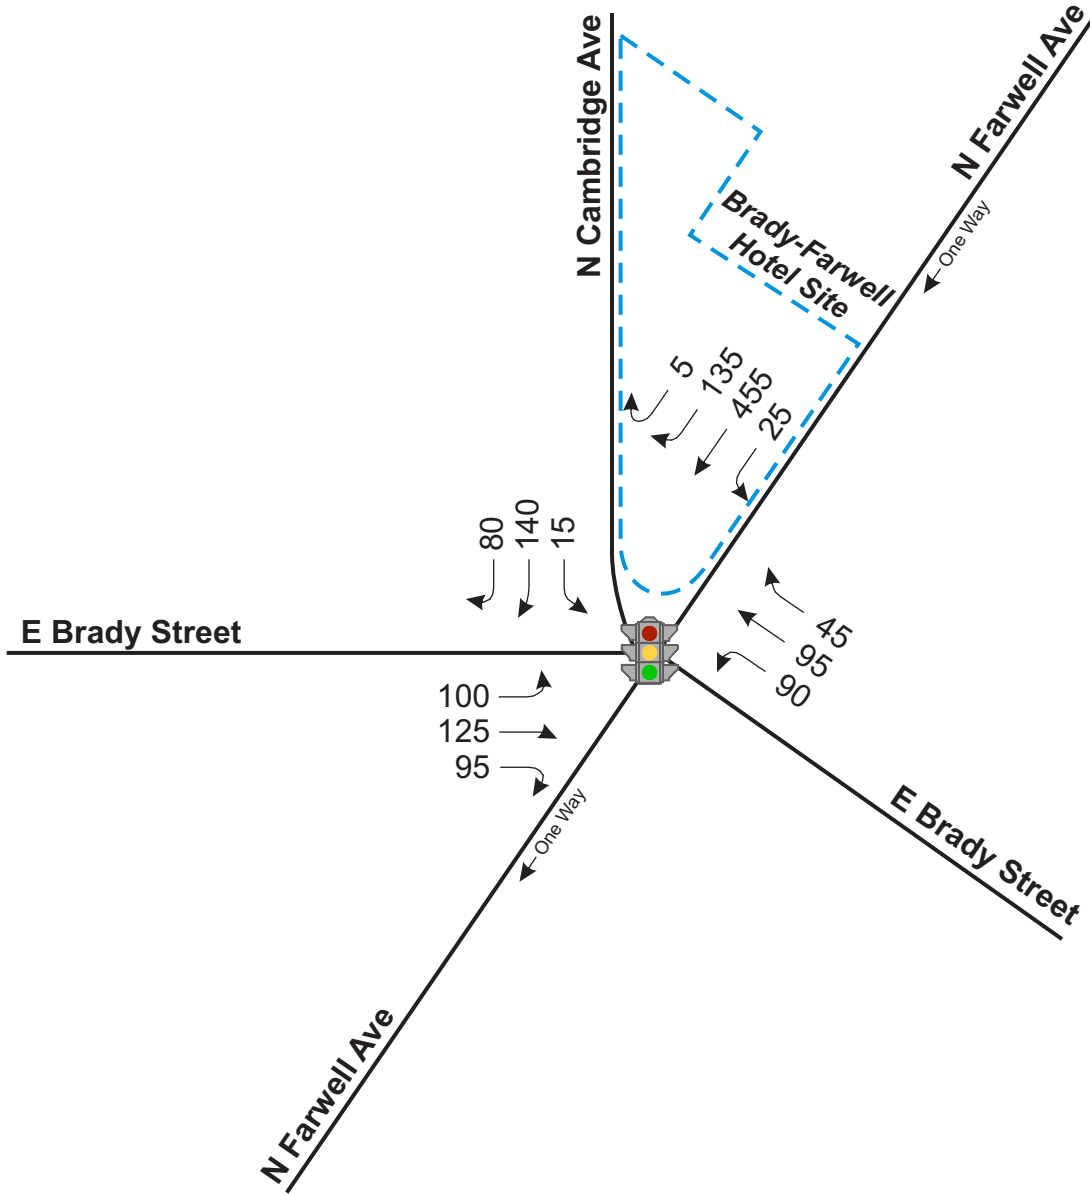 N Cambridge Ave
N Farwell Ave
One Way
Brady-Farwell
Hotel Site
5
135
455
25
80
140
15
E Brady Street
45
95
90
100
125
95
One Way
E Brady Street
N Farwell Ave